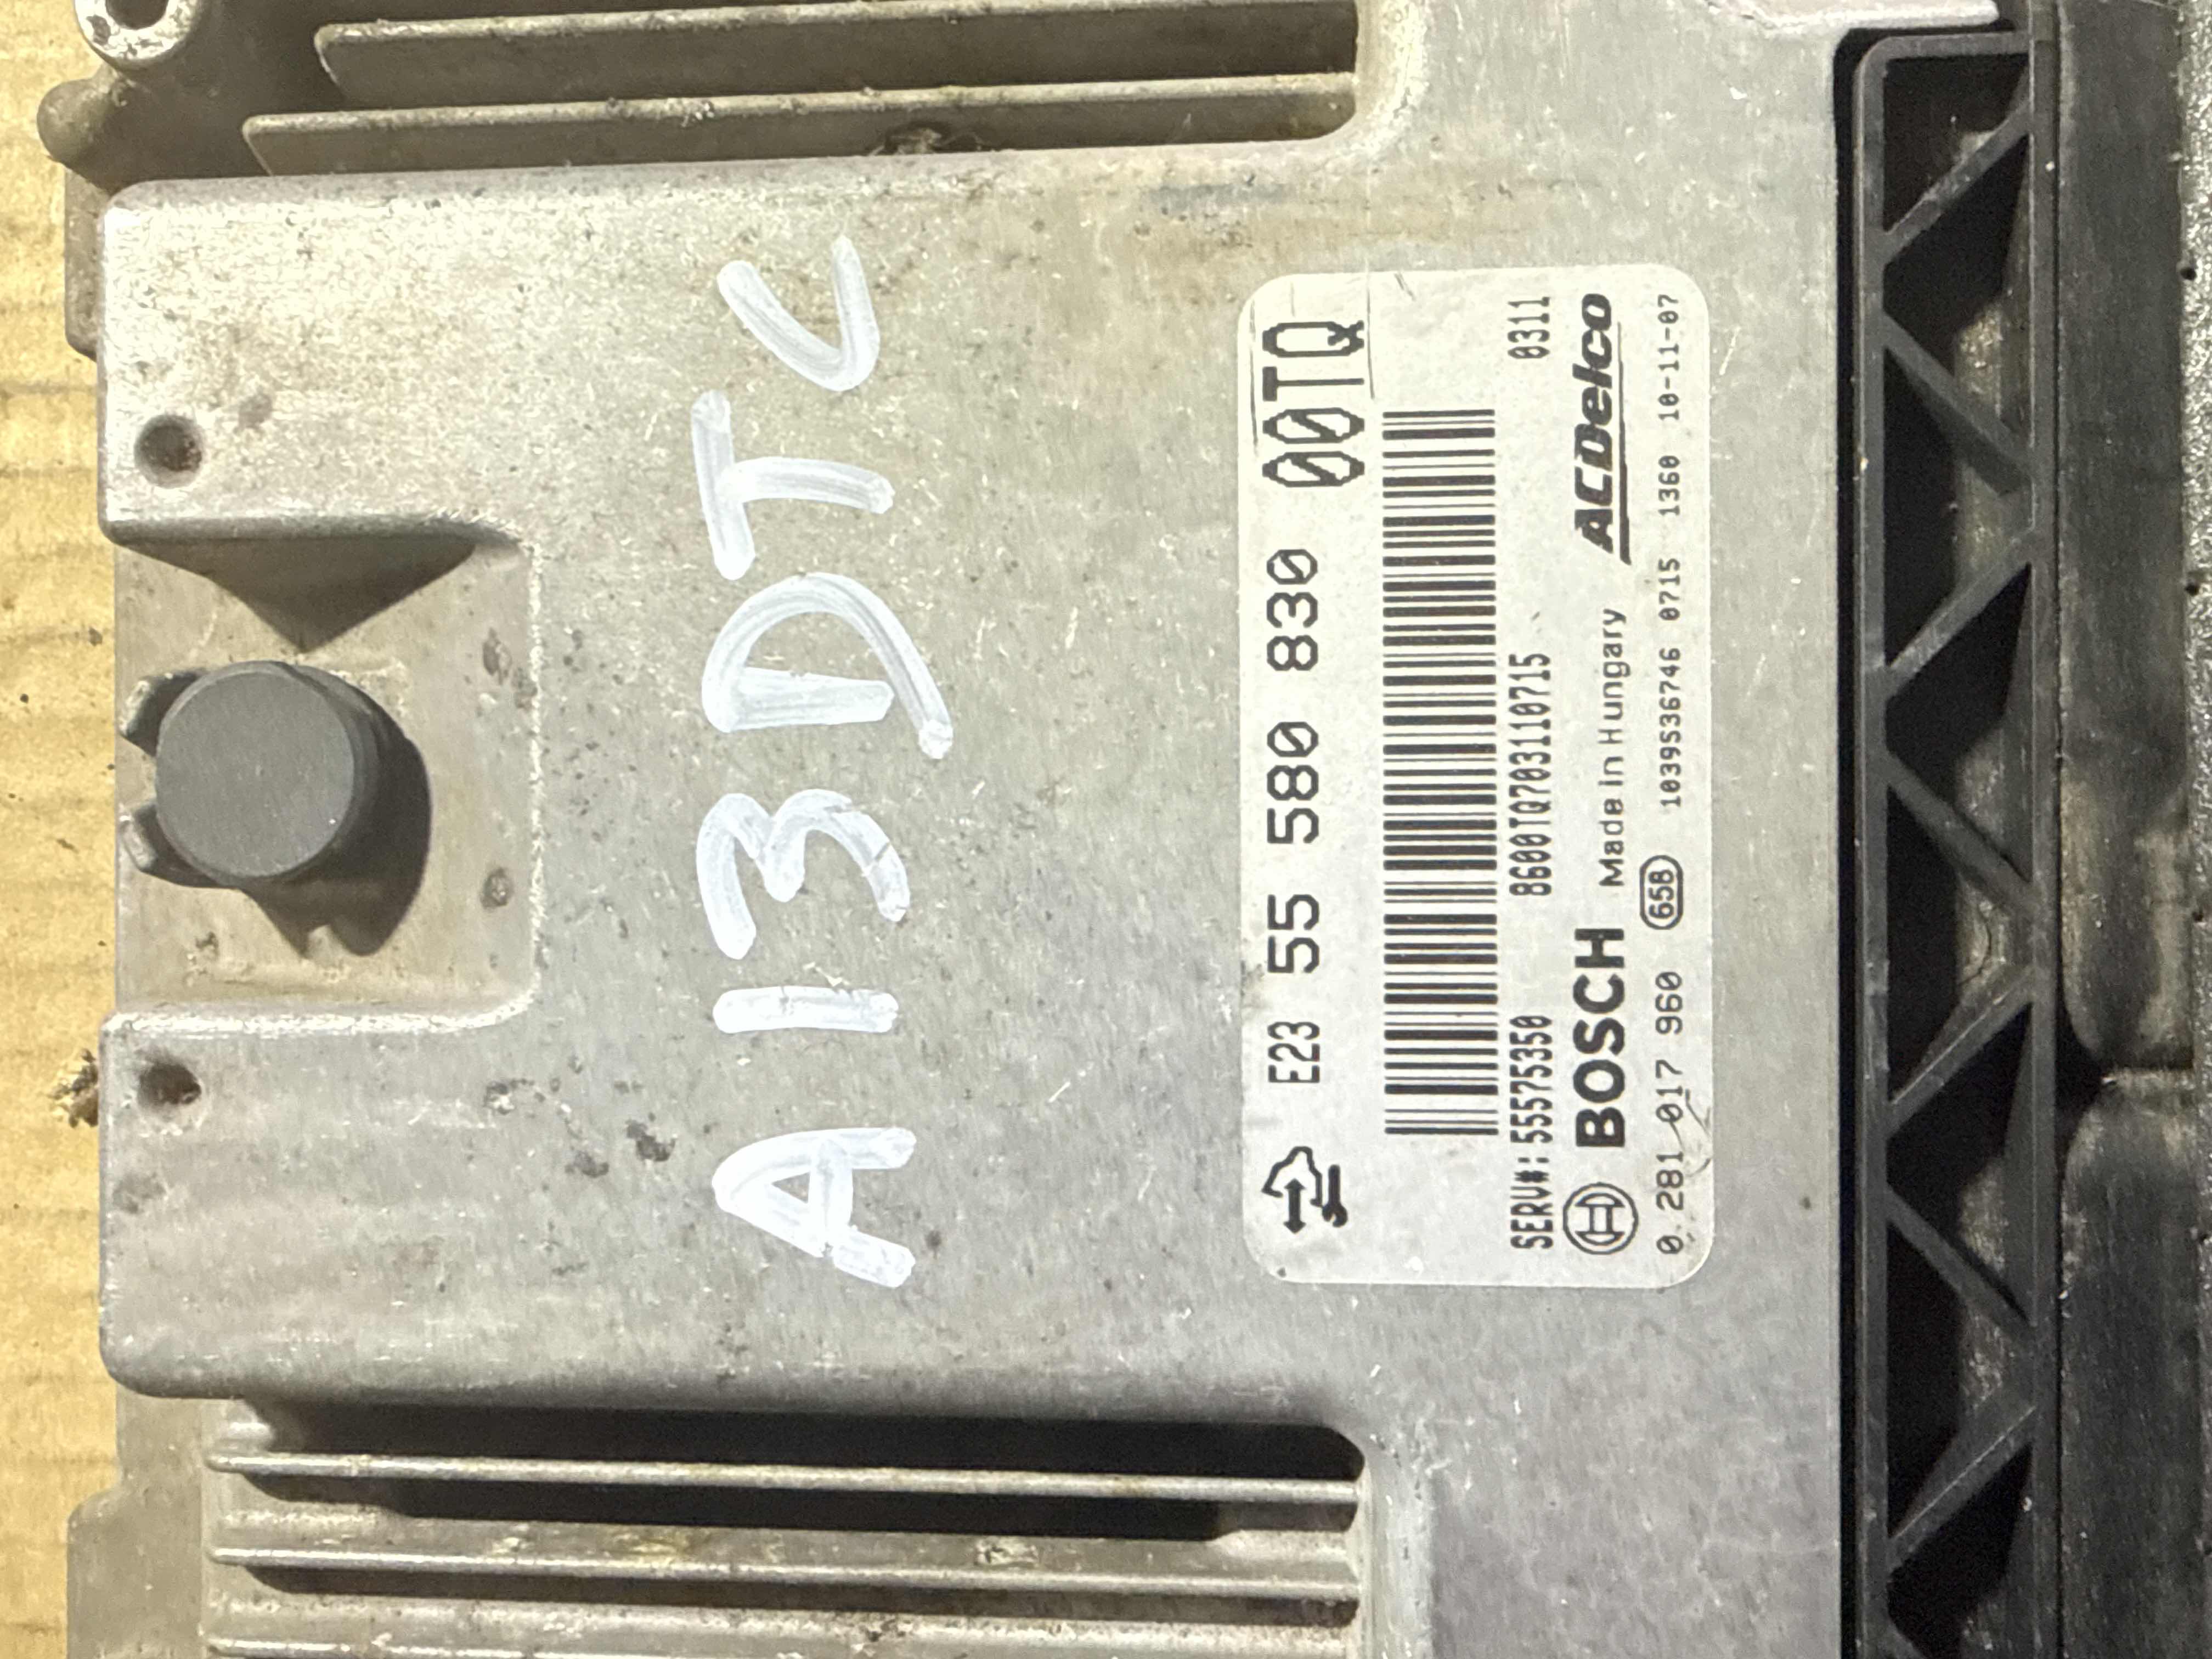 A13DTC
E23 55 580 830 00TQ
SERV#:55575350 8600TQ703110715 0311
BOSCH Made in Hungary ACDelco
0 281 017 960 658 1039S36746 0715 1360 10-11-07